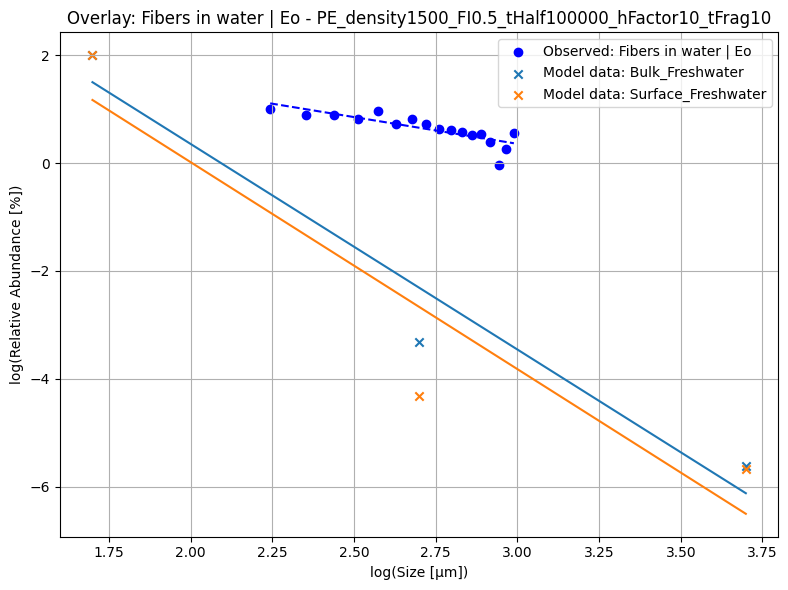 Overlay: Fibers in water | Eo - PE_density1500_FI0.5_tHalf100000_hFactor10_tFrag10
Observed: Fibers in water | Eo
Model data: Bulk_Freshwater
Model data: Surface_Freshwater
log(Relative Abundance [%])
2
0
−2
−4
−6
1.75 2.00 2.25 2.50 2.75 3.00 3.25 3.50 3.75
log(Size [µm])